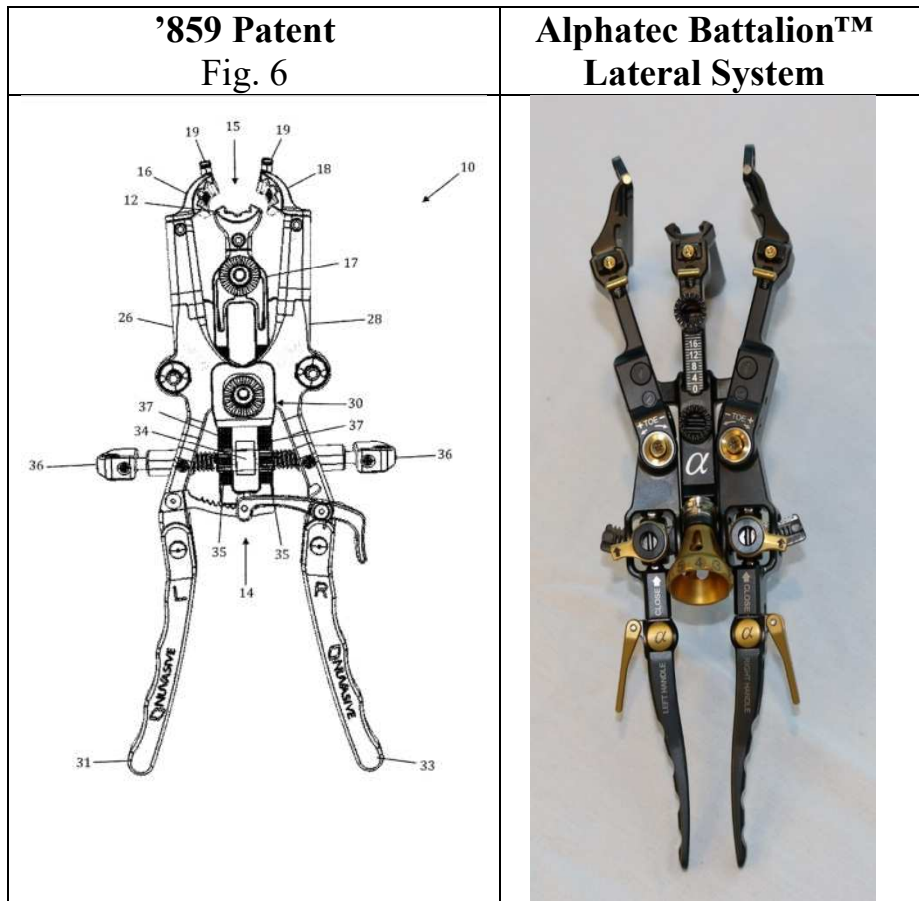 ’859 Patent
Fig. 6
Alphatec Battalion™
Lateral System
19
15
19
16
18
10
12
17
26
28
37
30
34
37
36
36
35
35
14
L
R
NUVASIVE
NUVASIVE
31
33
16
12
8
4
0
+TOE-
-TOE+
α
CLOSE
CLOSE
α
α
LEFT HANDLE
RIGHT HANDLE